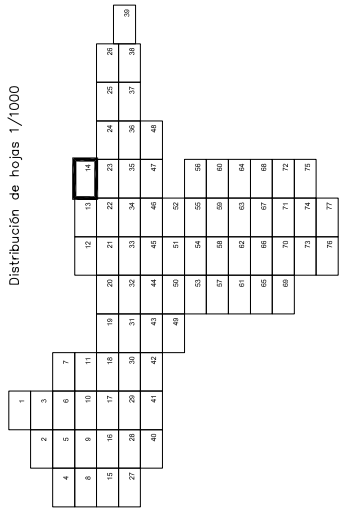 Distribución de hojas 1/1000
1
2 3
4 5 6 7
8 9 10 11 12 13 14
15 16 17 18 19 20 21 22 23 24 25 26
27 28 29 30 31 32 33 34 35 36 37 38 39
40 41 42 43 44 45 46 47 48
49 50 51 52
53 54 55 56
57 58 59 60
61 62 63 64
65 66 67 68
69 70 71 72
73 74 75
76 77